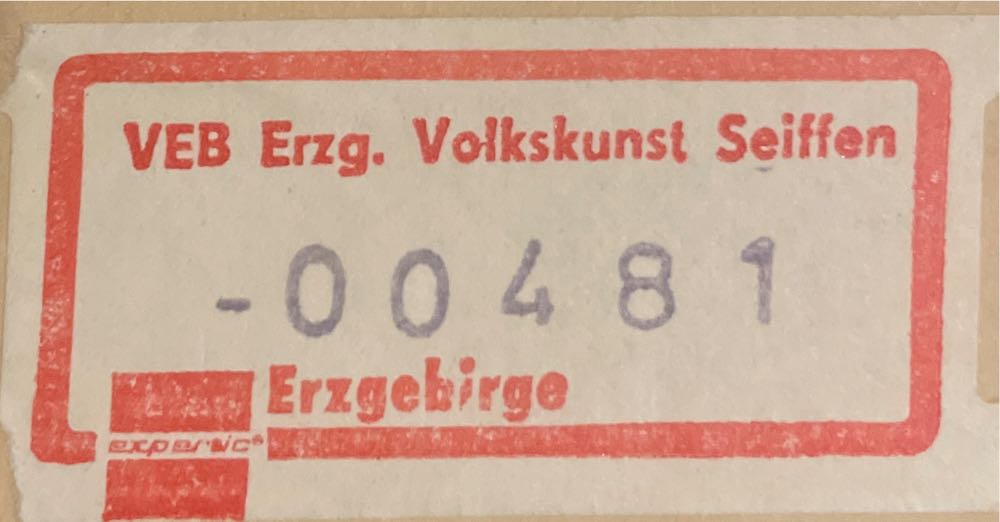 VEB Erzg. Volkskunst Seiffen
-00481
Erzgebirge
expertic®